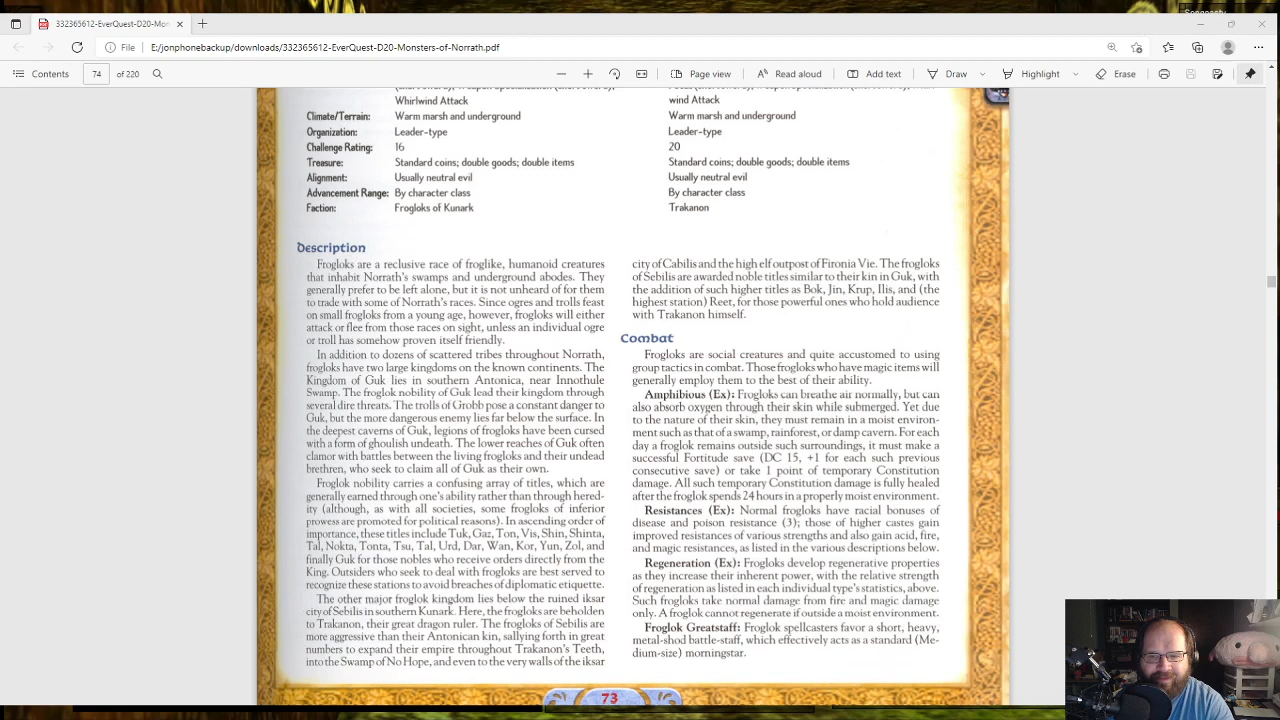 332365612-EverQuest-D20-Mons
File
E:/jonphonebackup/downloads/332365612-EverQuest-D20-Monsters-of-Norrath.pdf
Contents
74
of 220
Page view
Read aloud
Add text
Draw
Highlight
Erase
Whirlwind Attack
wind Attack
Climate/Terrain: Warm marsh and underground
Warm marsh and underground
Organization: Leader-type
Leader-type
Challenge Rating: 16
20
Treasure: Standard coins; double goods; double items
Standard coins; double goods; double items
Alignment: Usually neutral evil
Usually neutral evil
Advancement Range: By character class
By character class
Faction: Frogloks of Kunark
Trakanon
Description
Frogloks are a reclusive race of froglike, humanoid creatures
that inhabit Norrath's swamps and underground abodes. They
generally prefer to be left alone, but it is not unheard of for them
to trade with some of Norrath's races. Since ogres and trolls feast
on small frogloks from a young age, however, frogloks will either
attack or flee from those races on sight, unless an individual ogre
or troll has somehow proven itself friendly.
In addition to dozens of scattered tribes throughout Norrath,
frogloks have two large kingdoms on the known continents. The
Kingdom of Guk lies in southern Antonica, near Innothule
Swamp. The froglok nobility of Guk lead their kingdom through
several dire threats. The trolls of Grobb pose a constant danger to
Guk, but the more dangerous enemy lies far below the surface. In
the deepest caverns of Guk, legions of frogloks have been cursed
with a form of ghoulish undeath. The lower reaches of Guk often
clamor with battles between the living frogloks and their undead
brethren, who seek to claim all of Guk as their own.
Froglok nobility carries a confusing array of titles, which are
generally earned through one's ability rather than through hered-
ity (although, as with all societies, some frogloks of inferior
prowess are promoted for political reasons). In ascending order of
importance, these titles include Tuk, Gaz, Ton, Vis, Shin, Shinta,
Tal, Nokta, Tonta, Tsu, Tal, Urd, Dar, Wan, Kor, Yun, Zol, and
finally Guk for those nobles who receive orders directly from the
King. Outsiders who seek to deal with frogloks are best served to
recognize these stations to avoid breaches of diplomatic etiquette.
The other major froglok kingdom lies below the ruined iksar
city of Sebilis in southern Kunark. Here, the frogloks are beholden
to Trakanon, their great dragon ruler. The frogloks of Sebilis are
more aggressive than their Antonican kin, sallying forth in great
numbers to expand their empire throughout Trakanon's Teeth,
into the Swamp of No Hope, and even to the very walls of the iksar
city of Cabilis and the high elf outpost of Fironia Vie. The frogloks
of Sebilis are awarded noble titles similar to their kin in Guk, with
the addition of such higher titles as Bok, Jin, Krup, Ilis, and (the
highest station) Reet, for those powerful ones who hold audience
with Trakanon himself.
Combat
Frogloks are social creatures and quite accustomed to using
group tactics in combat. Those frogloks who have magic items will
generally employ them to the best of their ability.
Amphibious (Ex): Frogloks can breathe air normally, but can
also absorb oxygen through their skin while submerged. Yet due
to the nature of their skin, they must remain in a moist environ-
ment such as that of a swamp, rainforest, or damp cavern. For each
day a froglok remains outside such surroundings, it must make a
successful Fortitude save (DC 15, +1 for each such previous
consecutive save) or take 1 point of temporary Constitution
damage. All such temporary Constitution damage is fully healed
after the froglok spends 24 hours in a properly moist environment.
Resistances (Ex): Normal frogloks have racial bonuses of
disease and poison resistance (3); those of higher castes gain
improved resistances of various strengths and also gain acid, fire,
and magic resistances, as listed in the various descriptions below.
Regeneration (Ex): Frogloks develop regenerative properties
as they increase their inherent power, with the relative strength
of regeneration as listed in each individual type's statistics, above.
Such frogloks take normal damage from fire and magic damage
only. A froglok cannot regenerate if outside a moist environment.
Froglok Greatstaff: Froglok spellcasters favor a short, heavy,
metal-shod battle-staff, which effectively acts as a standard (Me-
dium-size) morningstar.
73